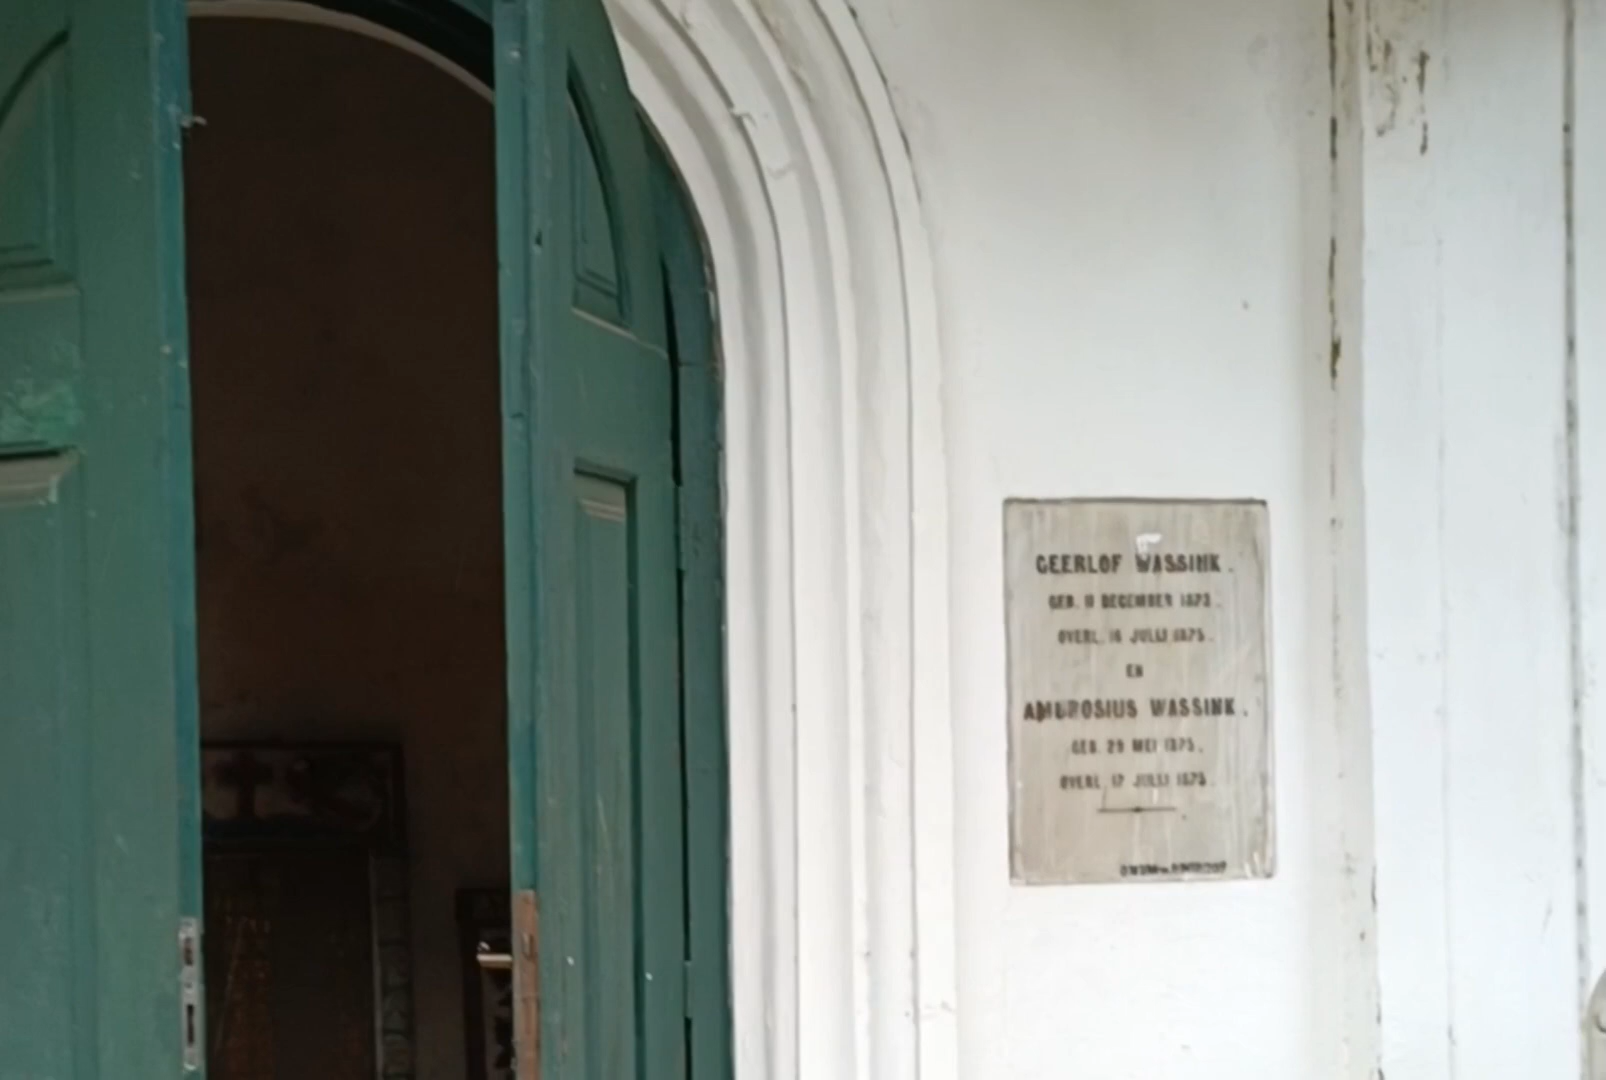 GEERLOF WASSINK.
GEB. 11 DECEMBER 1873.
OVERL. 16 JULIJ 1875.
EN
AMBROSIUS WASSINK.
GEB. 29 MEI 1875.
OVERL. 17 JULIJ 1875.